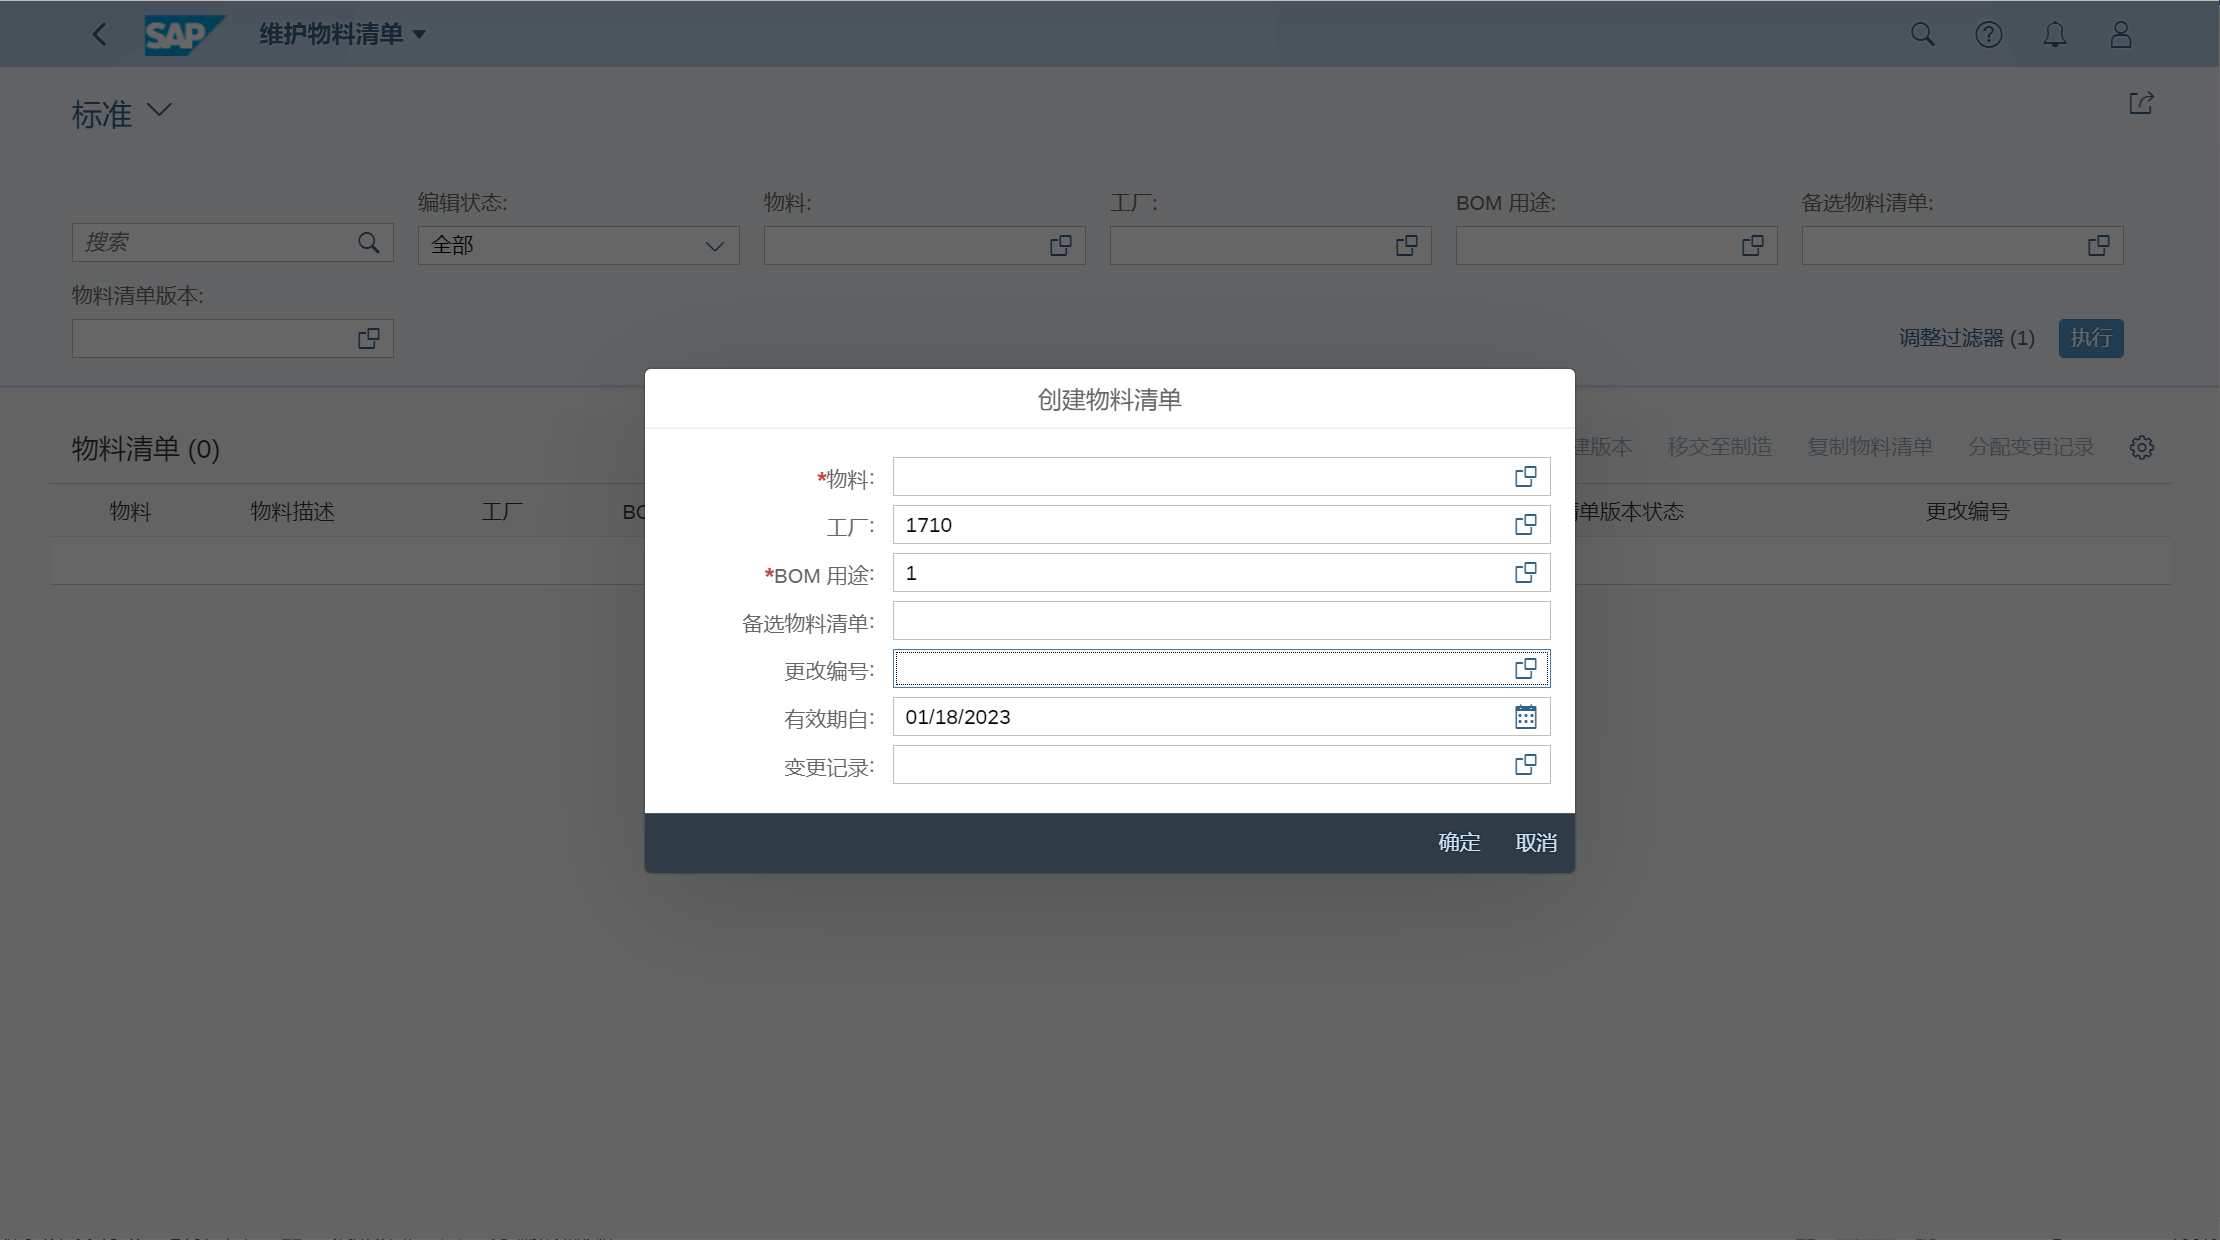 SAP 维护物料清单
标准
编辑状态: 物料: 工厂: BOM 用途: 备选物料清单:
搜索 全部
物料清单版本:
调整过滤器 (1) 执行
创建物料清单
物料清单 (0) 建版本 移交至制造 复制物料清单 分配变更记录
物料 物料描述 工厂 单版本状态 更改编号
*物料:
工厂: 1710
*BOM 用途: 1
备选物料清单:
更改编号:
有效期自: 01/18/2023
变更记录:
确定 取消